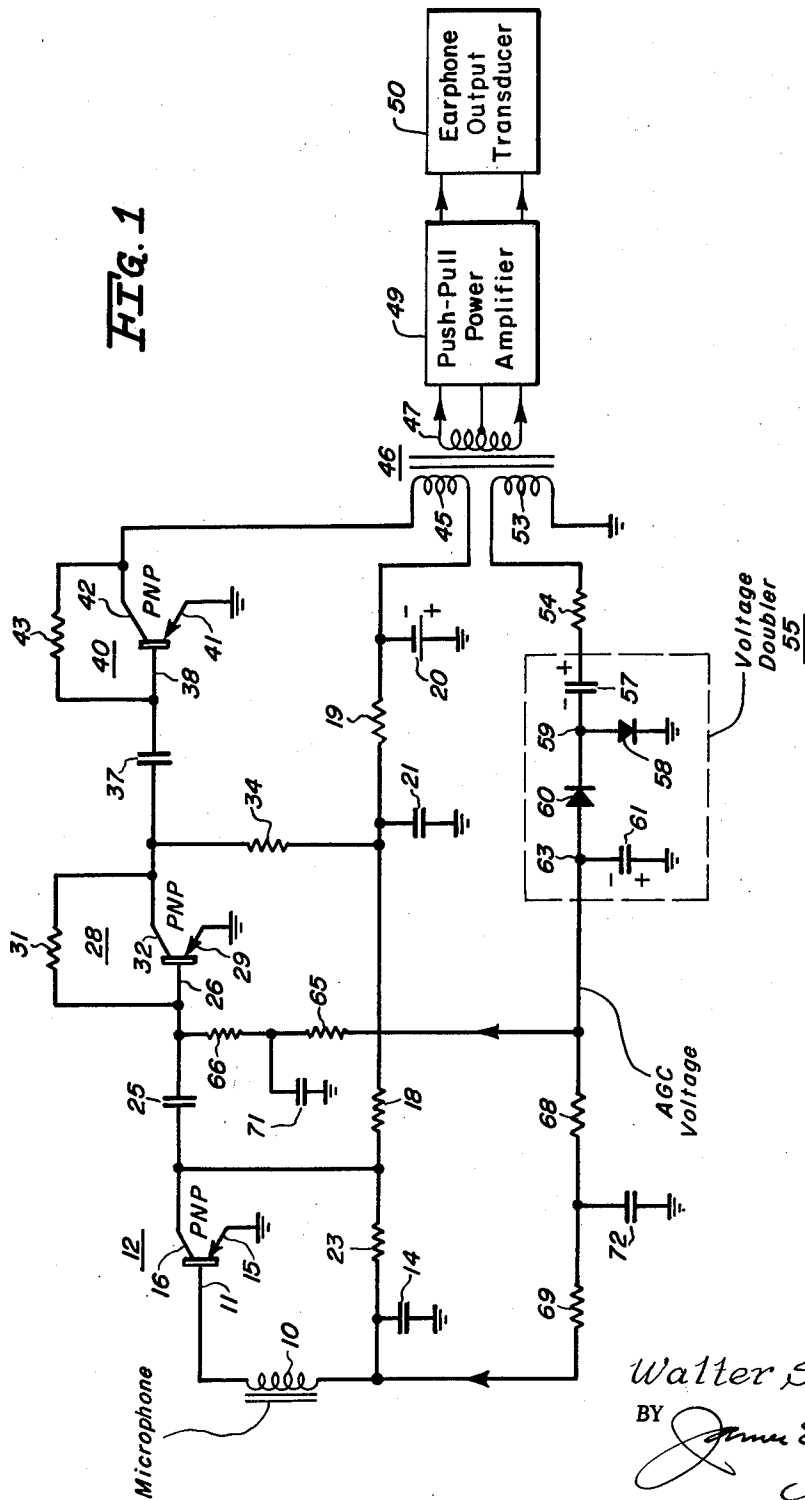 FIG. 1
Microphone
10
11
12
16
PNP
15
14
23
18
25
66
71
65
31
28
32
PNP
26
29
34
37
43
40
42
PNP
38
41
19
20
- +
21
45
46
47
53
49
Push-Pull
Power
Amplifier
50
Earphone
Output
Transducer
54
57
+ -
59
58
60
61
- +
63
Voltage
Doubler
55
AGC
Voltage
68
69
72
Walter S
BY